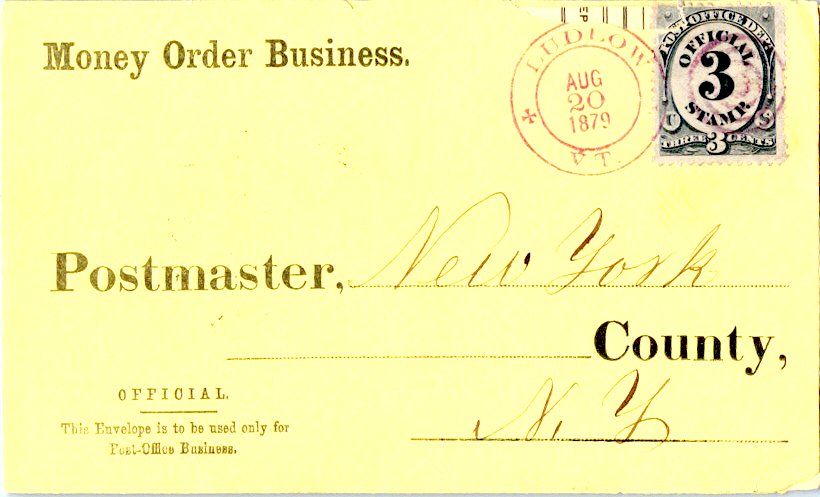 Money Order Business.
LUDLOW
AUG
20
1879
VT.
POST OFFICE DEPT.
OFFICIAL
3
STAMP.
U S
THREE 3 CENTS
Postmaster, New York
County,
N. Y
OFFICIAL.
This Envelope is to be used only for
Post-Office Business.